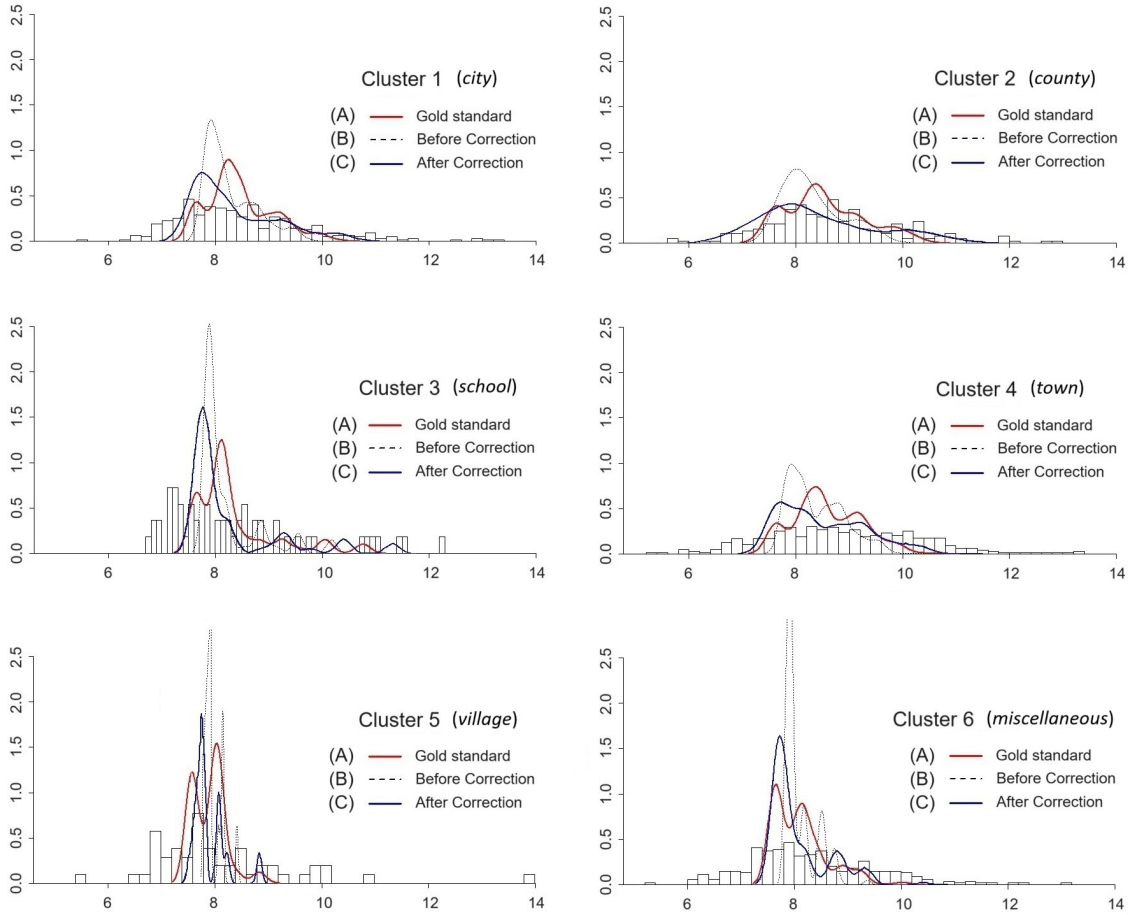 2.5
2.0
1.5
1.0
0.5
0.0
Cluster 1 (city)
(A) Gold standard
(B) Before Correction
(C) After Correction
6 8 10 12 14
2.5
2.0
1.5
1.0
0.5
0.0
Cluster 2 (county)
(A) Gold standard
(B) Before Correction
(C) After Correction
6 8 10 12 14
2.5
2.0
1.5
1.0
0.5
0.0
Cluster 3 (school)
(A) Gold standard
(B) Before Correction
(C) After Correction
6 8 10 12 14
2.5
2.0
1.5
1.0
0.5
0.0
Cluster 4 (town)
(A) Gold standard
(B) Before Correction
(C) After Correction
6 8 10 12 14
2.5
2.0
1.5
1.0
0.5
0.0
Cluster 5 (village)
(A) Gold standard
(B) Before Correction
(C) After Correction
6 8 10 12 14
2.5
2.0
1.5
1.0
0.5
0.0
Cluster 6 (miscellaneous)
(A) Gold standard
(B) Before Correction
(C) After Correction
6 8 10 12 14